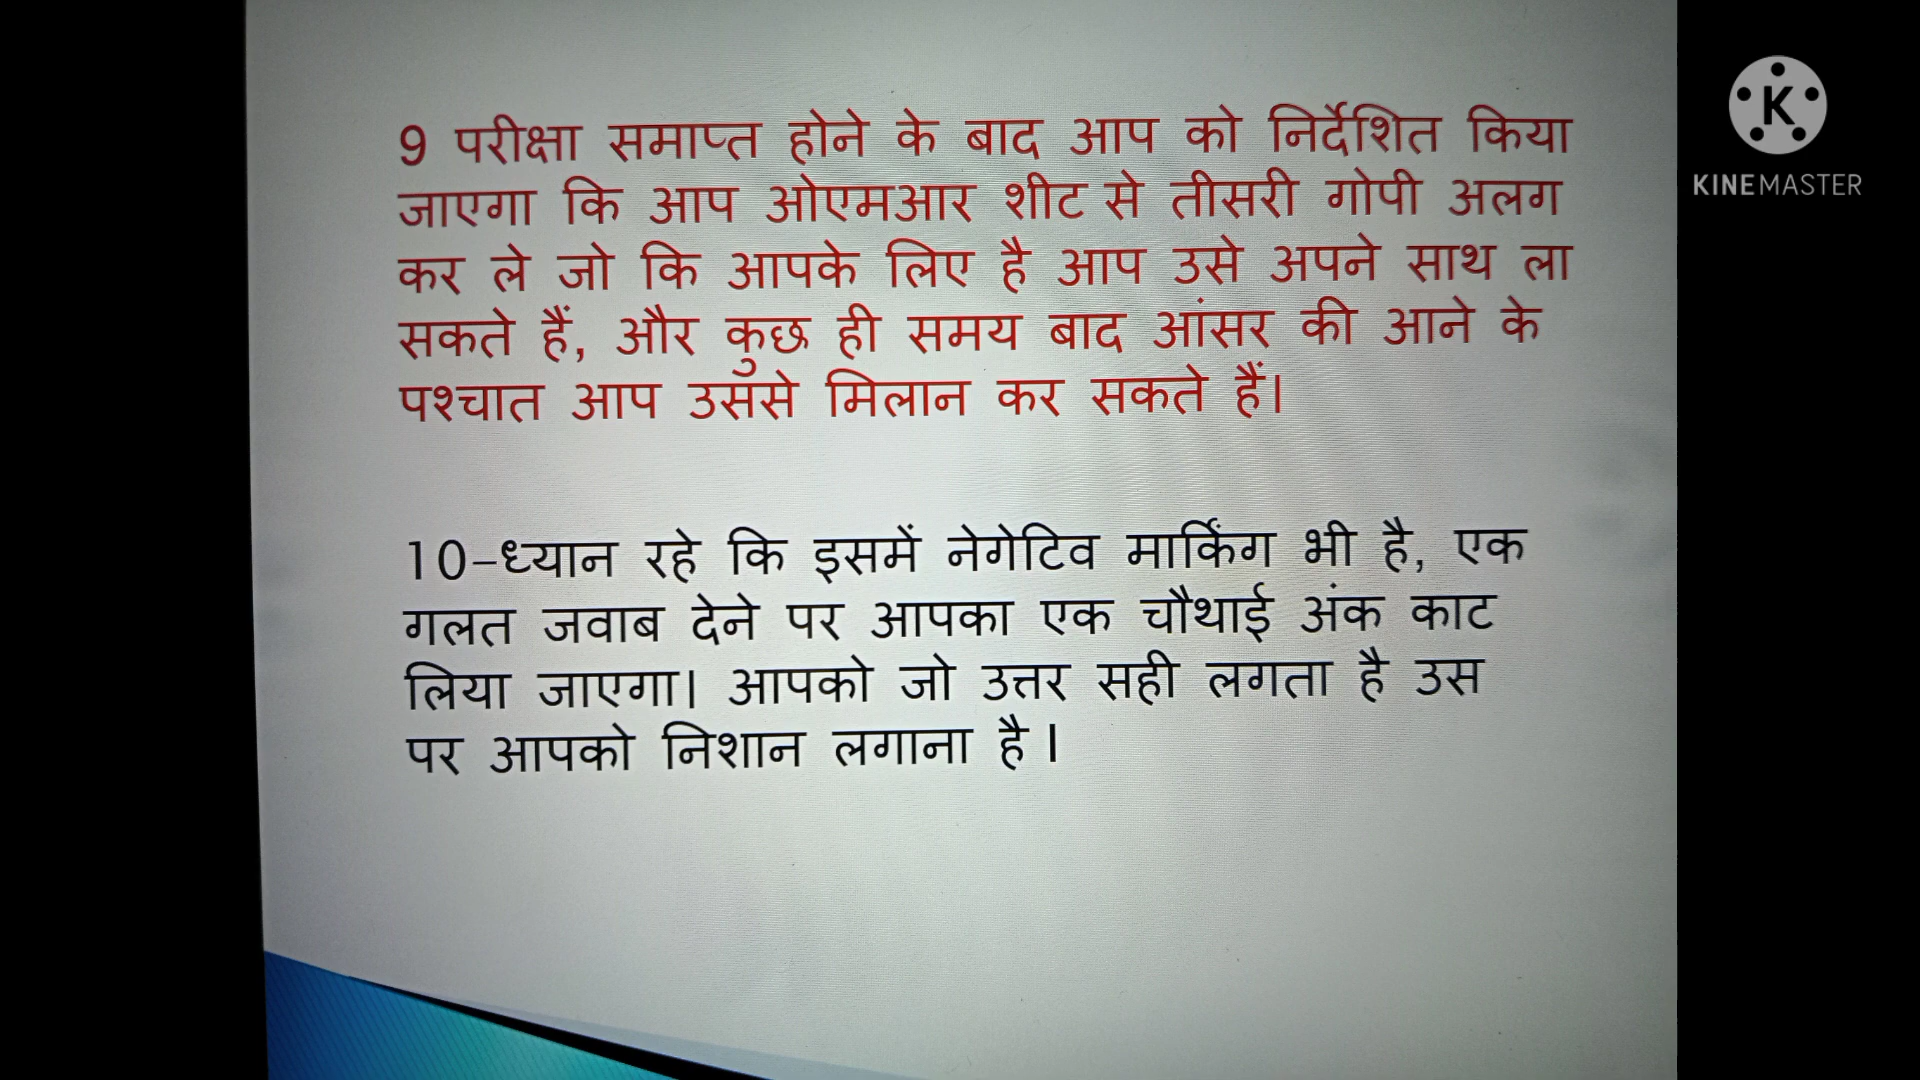 9 परीक्षा समाप्त होने के बाद आप को निर्देशित किया
जाएगा कि आप ओएमआर शीट से तीसरी गोपी अलग
कर ले जो कि आपके लिए है आप उसे अपने साथ ला
सकते हैं, और कुछ ही समय बाद आंसर की आने के
पश्चात आप उससे मिलान कर सकते हैं।
10-ध्यान रहे कि इसमें नेगेटिव मार्किंग भी है, एक
गलत जवाब देने पर आपका एक चौथाई अंक काट
लिया जाएगा। आपको जो उत्तर सही लगता है उस
पर आपको निशान लगाना है।
K
KINEMASTER